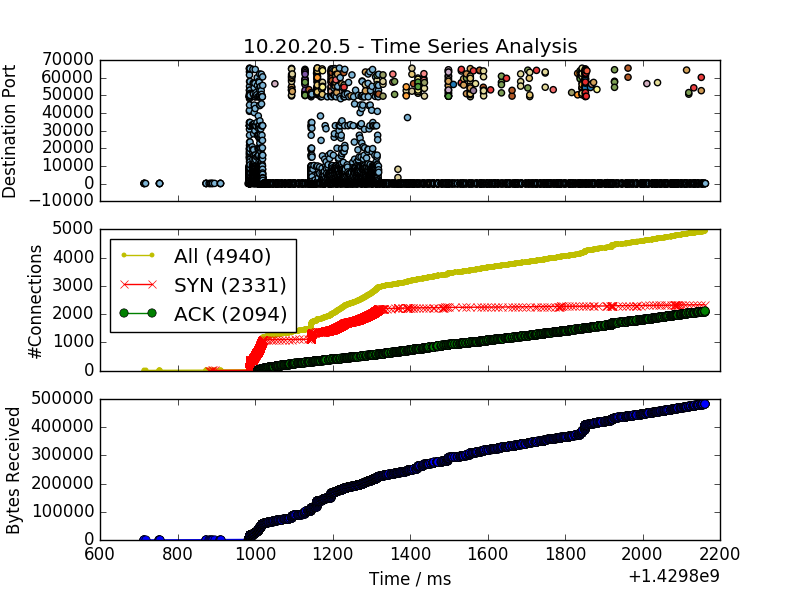 10.20.20.5 - Time Series Analysis
70000
60000
50000
40000
30000
20000
10000
0
−10000
Destination Port
5000
4000
3000
2000
1000
0
#Connections
All (4940)
SYN (2331)
ACK (2094)
500000
400000
300000
200000
100000
0
Bytes Received
600 800 1000 1200 1400 1600 1800 2000 2200
Time / ms
+1.4298e9